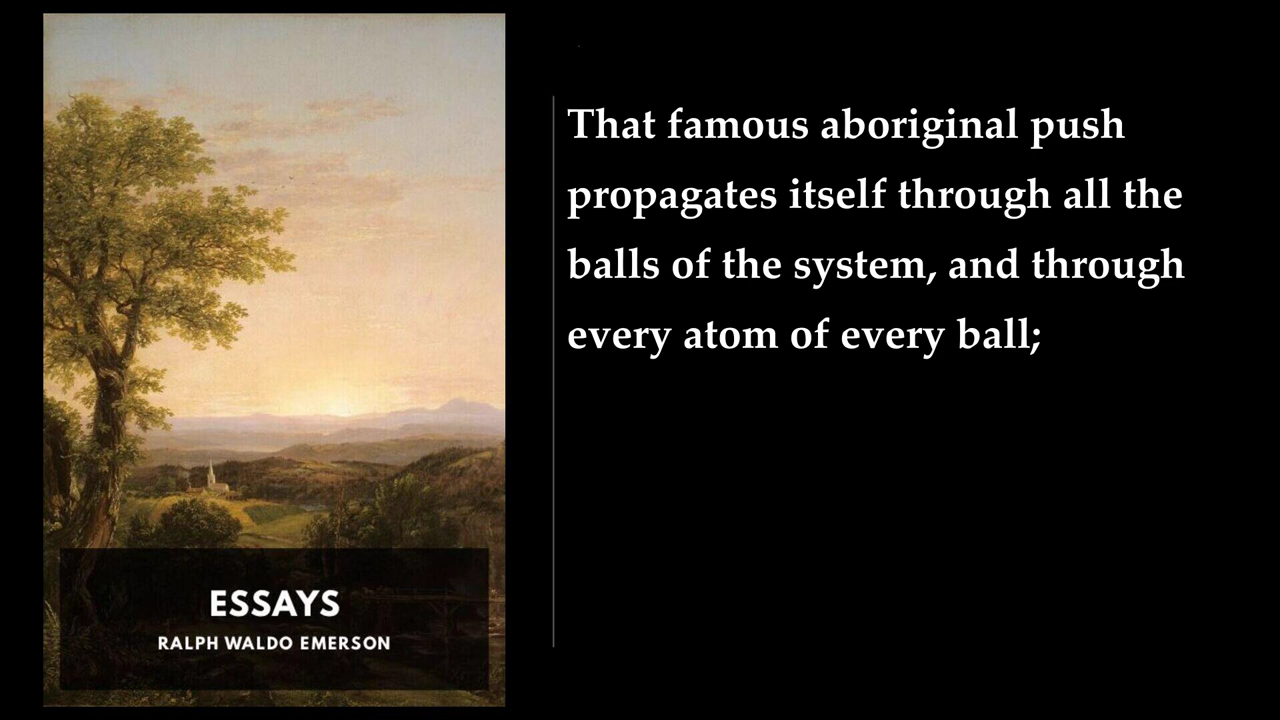 ESSAYS
RALPH WALDO EMERSON
That famous aboriginal push
propagates itself through all the
balls of the system, and through
every atom of every ball;